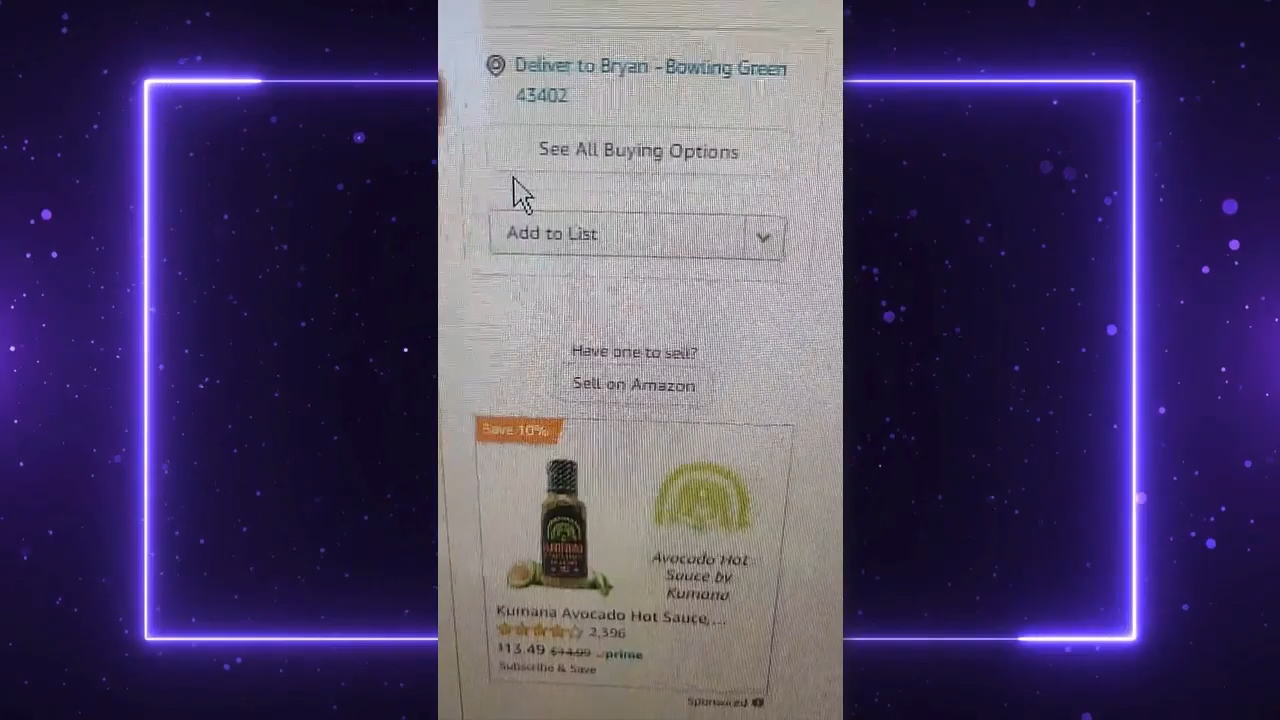 Deliver to Bryan - Bowling Green
43402
See All Buying Options
Add to List
Have one to sell?
Sell on Amazon
Save 10%
Avocado Hot
Sauce by
Kumana
Kumana Avocado Hot Sauce,...
2,396
$13.49 $14.99 prime
Subscribe & Save
Sponsored